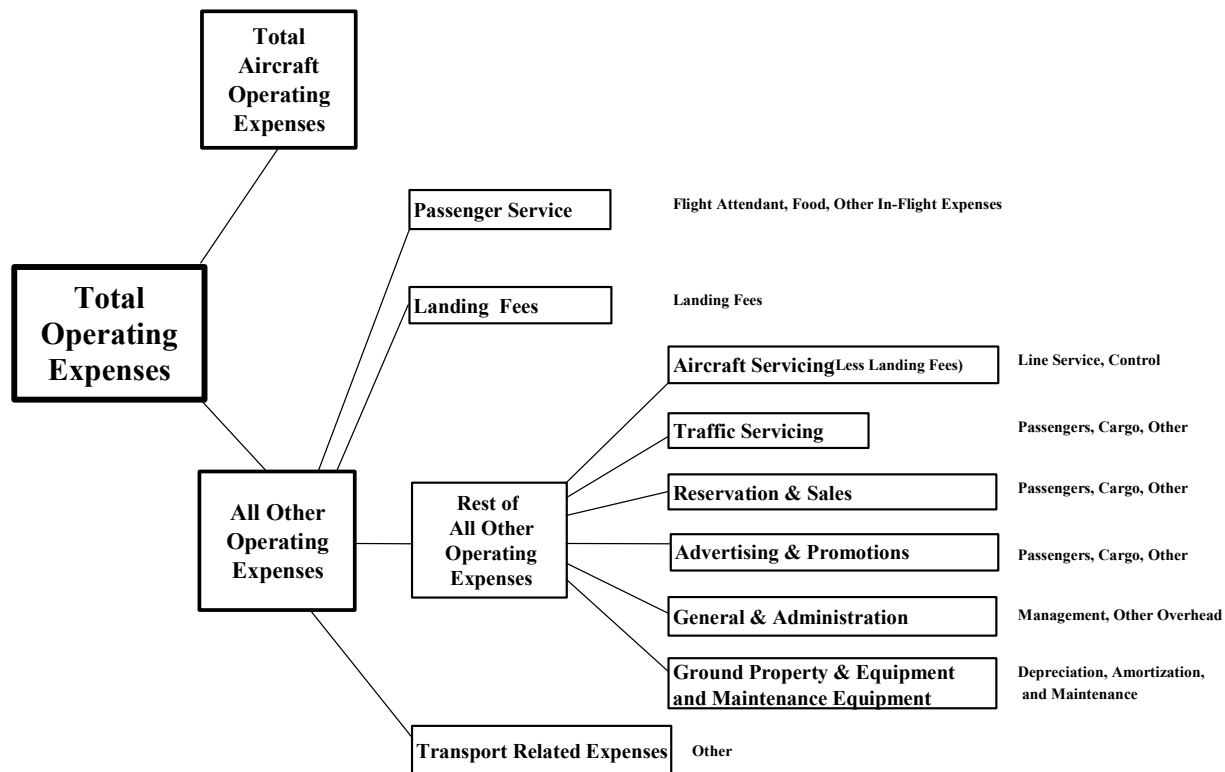 Total
Aircraft
Operating
Expenses
Passenger Service
Flight Attendant, Food, Other In-Flight Expenses
Total
Operating
Expenses
Landing Fees
Landing Fees
Aircraft Servicing(Less Landing Fees)
Line Service, Control
Traffic Servicing
Passengers, Cargo, Other
Reservation & Sales
Passengers, Cargo, Other
All Other
Operating
Expenses
Rest of
All Other
Operating
Expenses
Advertising & Promotions
Passengers, Cargo, Other
General & Administration
Management, Other Overhead
Ground Property & Equipment
and Maintenance Equipment
Depreciation, Amortization,
and Maintenance
Transport Related Expenses
Other